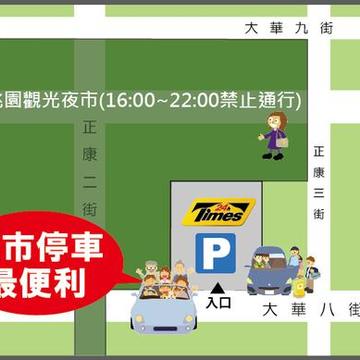 大華九街
桃園觀光夜市(16:00~22:00禁止通行)
正康二街
正康三街
24h
Times
P
市停車
最便利
入口
大華八街